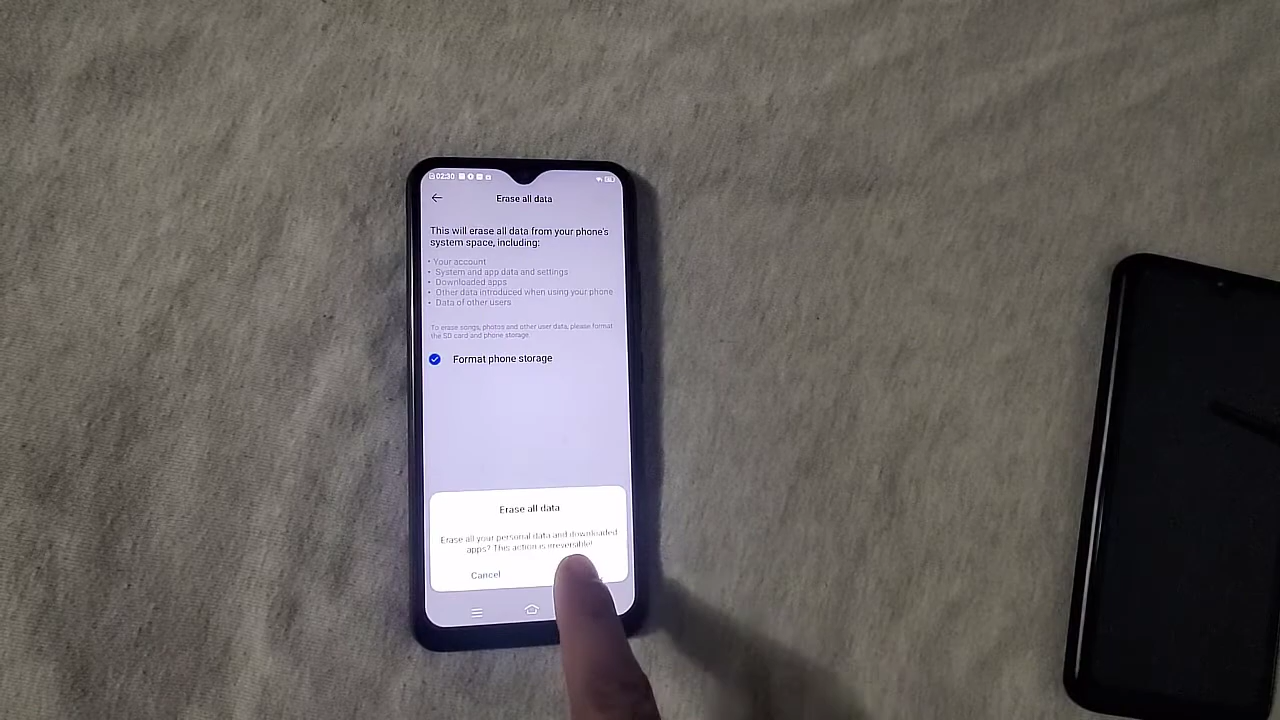 02:30
Erase all data
This will erase all data from your phone's
system space, including:
• Your account
• System and app data and settings
• Downloaded apps
• Other data introduced when using your phone
• Data of other users
To erase songs, photos and other user data, please format
the SD card and phone storage.
Format phone storage
Erase all data
Erase all your personal data and downloaded
apps? This action is irreversible!
Cancel